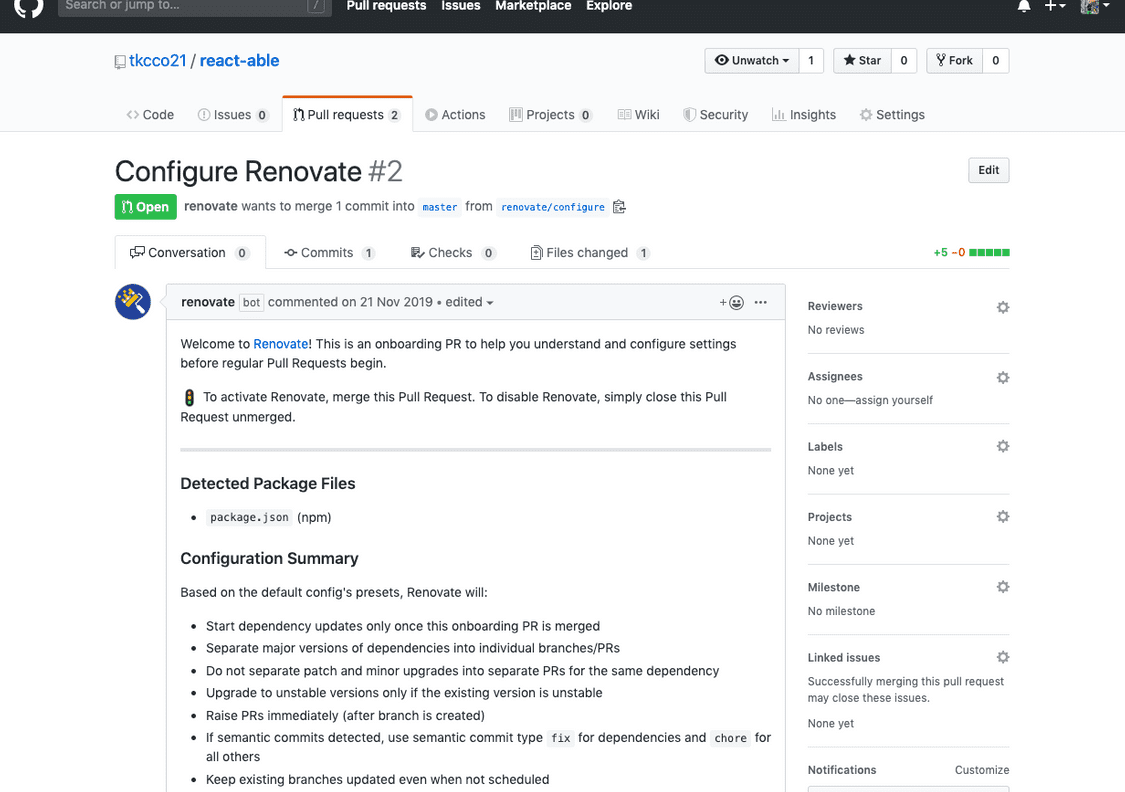 Search or jump to... /
Pull requests Issues Marketplace Explore
tkcco21 / react-able
Unwatch 1 Star 0 Fork 0
Code Issues 0 Pull requests 2 Actions Projects 0 Wiki Security Insights Settings
Configure Renovate #2
Edit
Open renovate wants to merge 1 commit into master from renovate/configure
Conversation 0 Commits 1 Checks 0 Files changed 1
+5 −0
renovate bot commented on 21 Nov 2019 • edited
Welcome to Renovate! This is an onboarding PR to help you understand and configure settings
before regular Pull Requests begin.
🚦 To activate Renovate, merge this Pull Request. To disable Renovate, simply close this Pull
Request unmerged.
Detected Package Files
• package.json (npm)
Configuration Summary
Based on the default config's presets, Renovate will:
• Start dependency updates only once this onboarding PR is merged
• Separate major versions of dependencies into individual branches/PRs
• Do not separate patch and minor upgrades into separate PRs for the same dependency
• Upgrade to unstable versions only if the existing version is unstable
• Raise PRs immediately (after branch is created)
• If semantic commits detected, use semantic commit type fix for dependencies and chore for
all others
• Keep existing branches updated even when not scheduled
Reviewers
No reviews
Assignees
No one—assign yourself
Labels
None yet
Projects
None yet
Milestone
No milestone
Linked issues
Successfully merging this pull request
may close these issues.
None yet
Notifications Customize